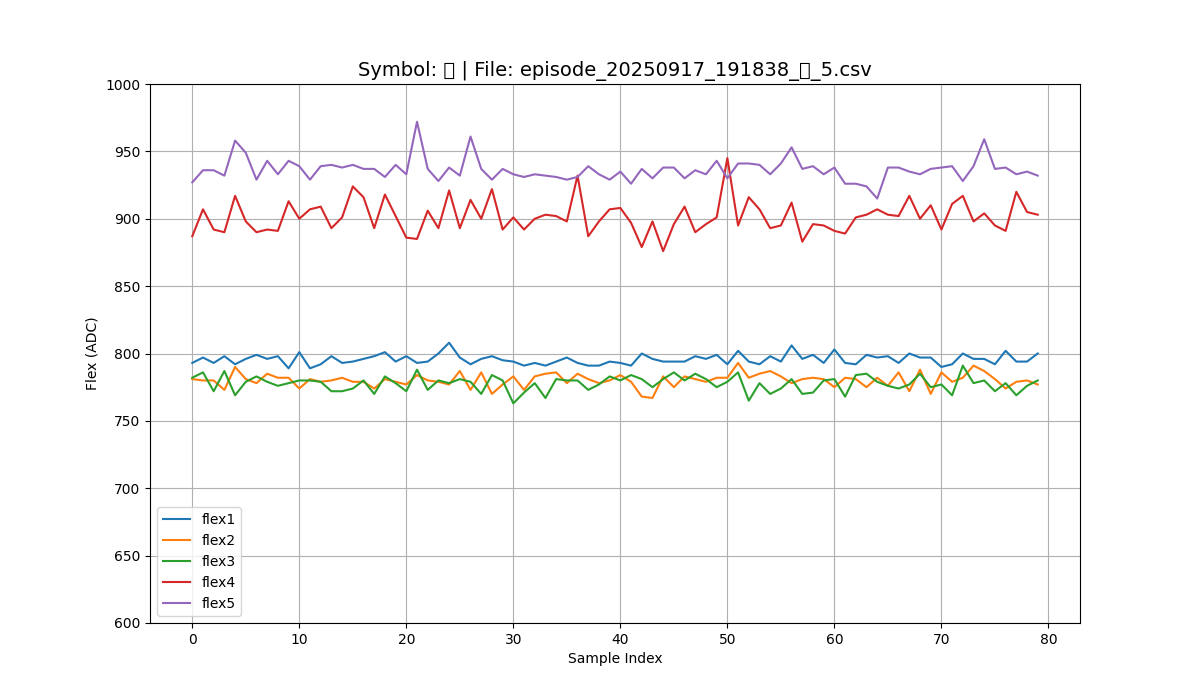 Symbol: ▯ | File: episode_20250917_191838_▯_5.csv
1000
950
900
850
800
750
700
650
600
Flex (ADC)
flex1
flex2
flex3
flex4
flex5
0 10 20 30 40 50 60 70 80
Sample Index